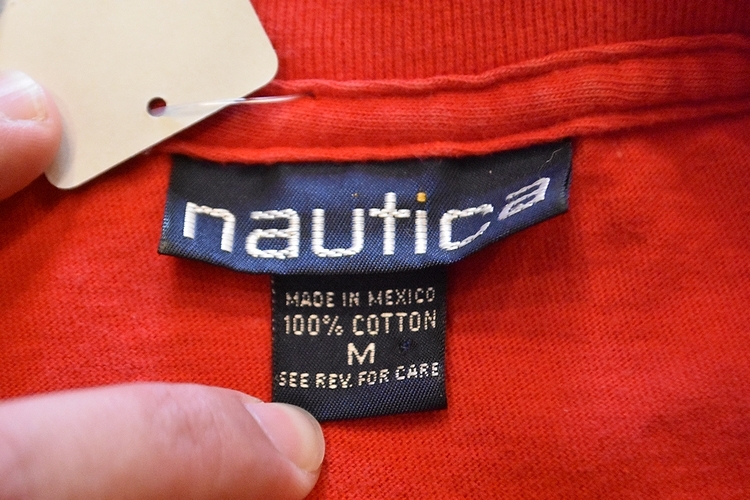 nautica
MADE IN MEXICO
100% COTTON
M
SEE REV. FOR CARE